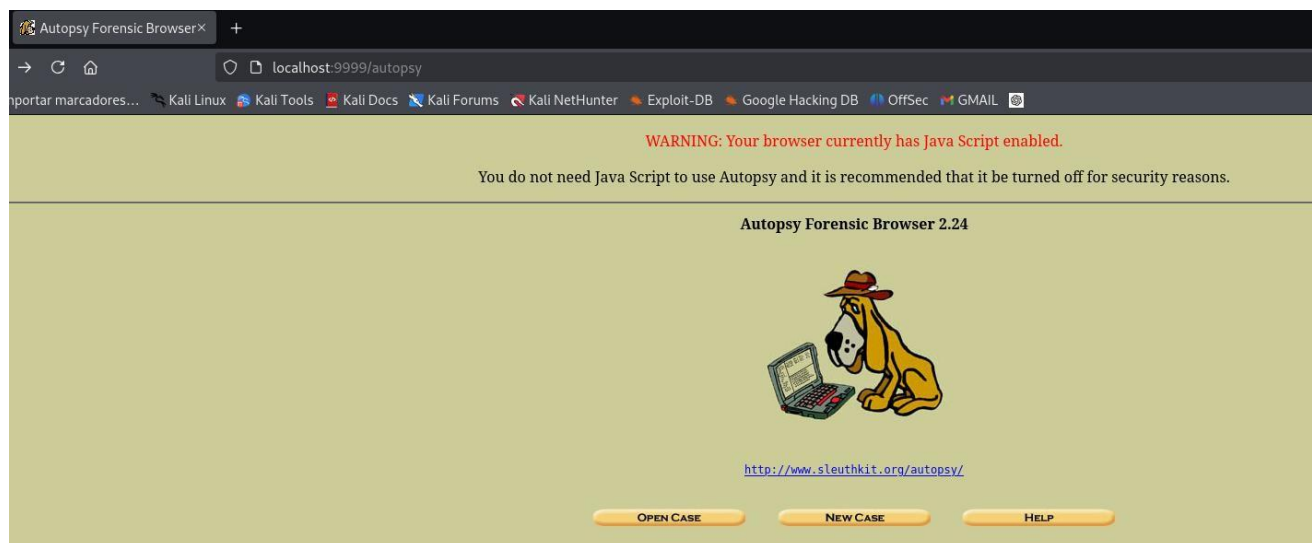 Autopsy Forensic Browser
localhost:9999/autopsy
mportar marcadores... Kali Linux Kali Tools Kali Docs Kali Forums Kali NetHunter Exploit-DB Google Hacking DB OffSec GMAIL
WARNING: Your browser currently has Java Script enabled.
You do not need Java Script to use Autopsy and it is recommended that it be turned off for security reasons.
Autopsy Forensic Browser 2.24
http://www.sleuthkit.org/autopsy/
OPEN CASE NEW CASE HELP